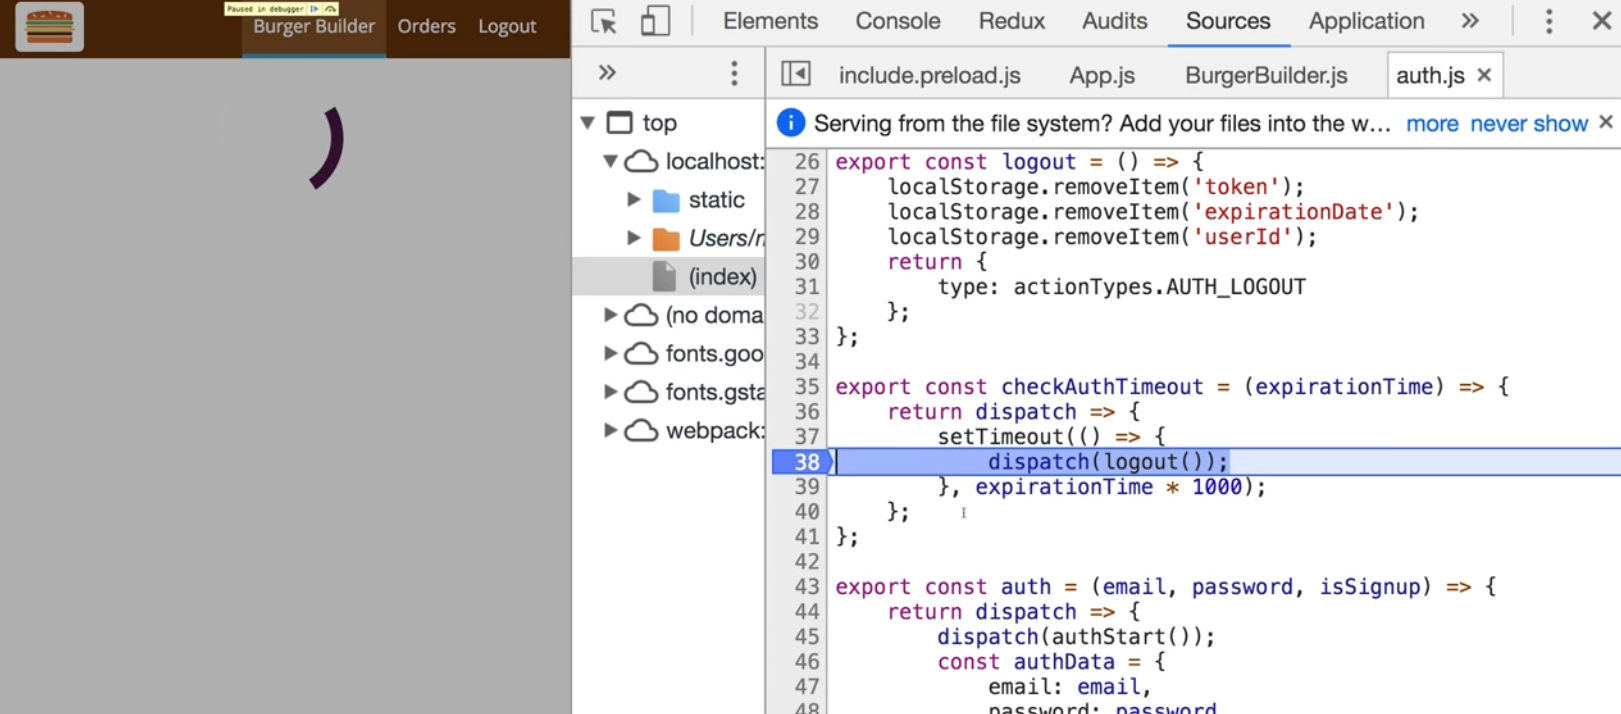 Paused in debugger
Burger Builder Orders Logout
Elements Console Redux Audits Sources Application »
» include.preload.js App.js BurgerBuilder.js auth.js ×
top
localhost:
static
Users/n
(index)
(no doma
fonts.goo
fonts.gsta
webpack:
Serving from the file system? Add your files into the w... more never show ×
26 export const logout = () => {
27 localStorage.removeItem('token');
28 localStorage.removeItem('expirationDate');
29 localStorage.removeItem('userId');
30 return {
31 type: actionTypes.AUTH_LOGOUT
32 };
33 };
34
35 export const checkAuthTimeout = (expirationTime) => {
36 return dispatch => {
37 setTimeout(() => {
38 dispatch(logout());
39 }, expirationTime * 1000);
40 };
41 };
42
43 export const auth = (email, password, isSignup) => {
44 return dispatch => {
45 dispatch(authStart());
46 const authData = {
47 email: email,
48 password: password